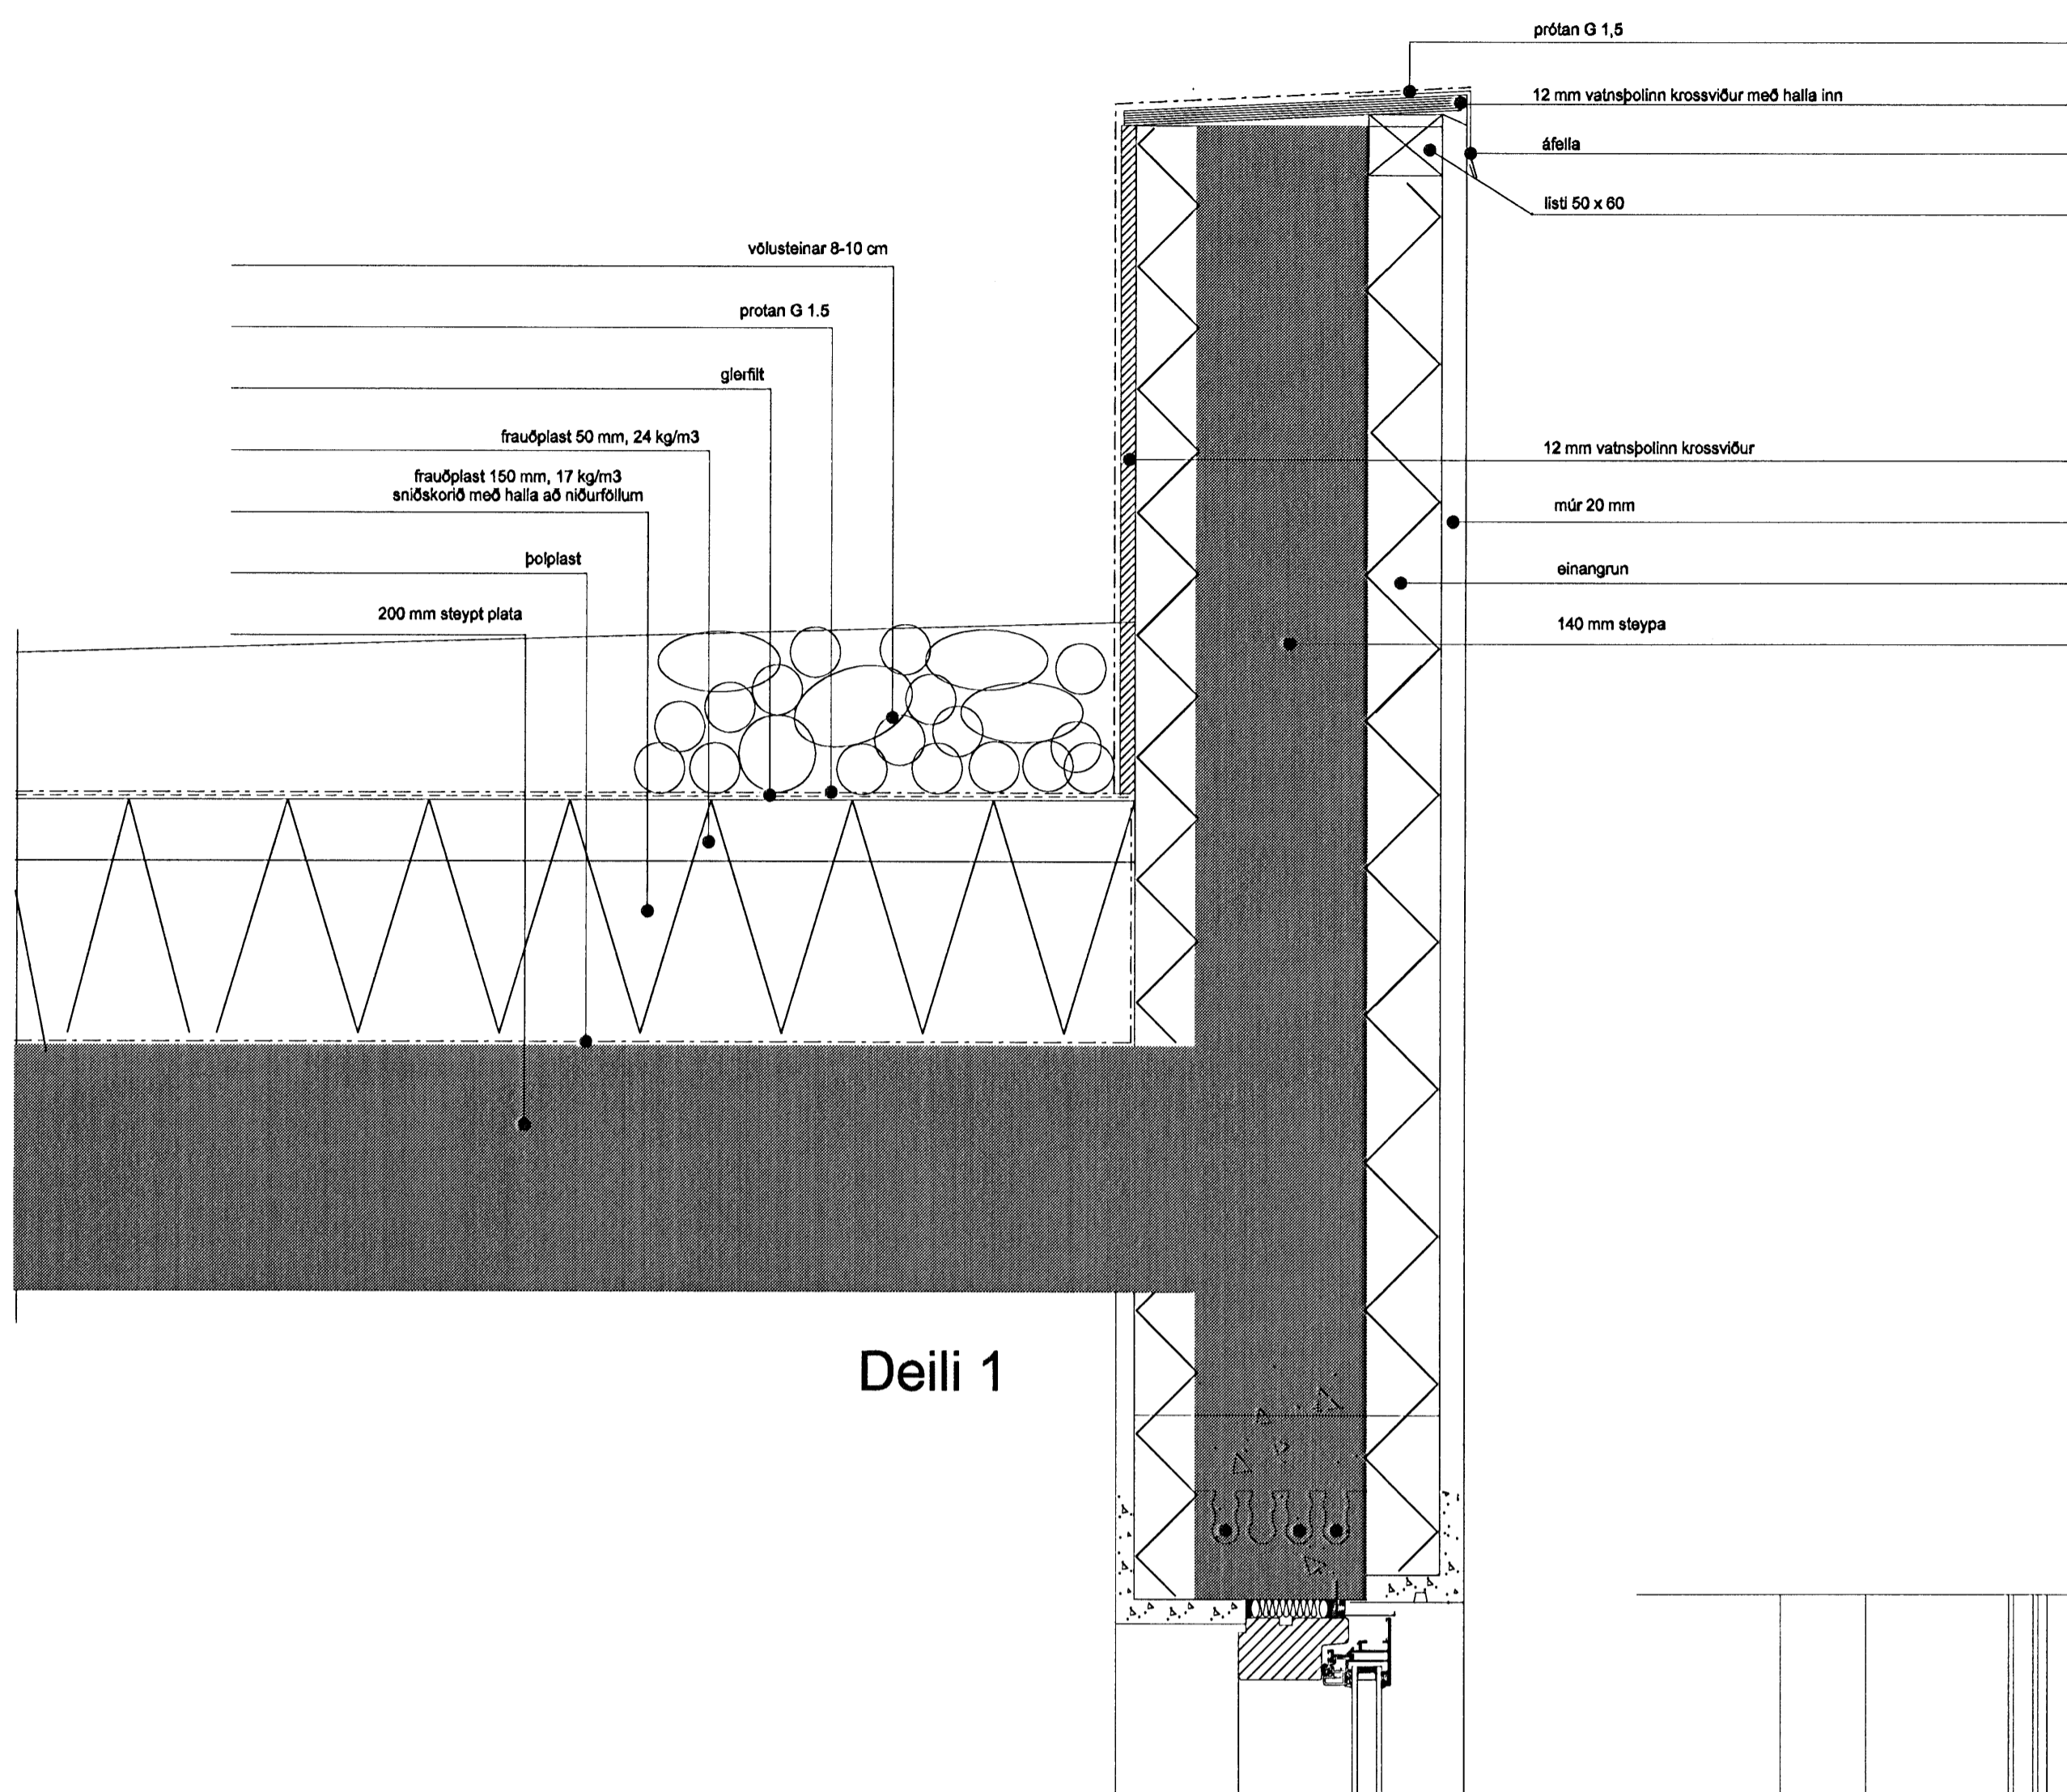 prótan G 1,5
12 mm vatnsþolinn krossviður með halla inn
áfella
listi 50 x 60
völusteinar 8-10 cm
protan G 1.5
glerfilt
frauðplast 50 mm, 24 kg/m3
frauðplast 150 mm, 17 kg/m3
sniðskorið með halla að niðurföllum
þolplast
200 mm steypt plata
12 mm vatnsþolinn krossviður
múr 20 mm
einangrun
140 mm steypa
Deili 1